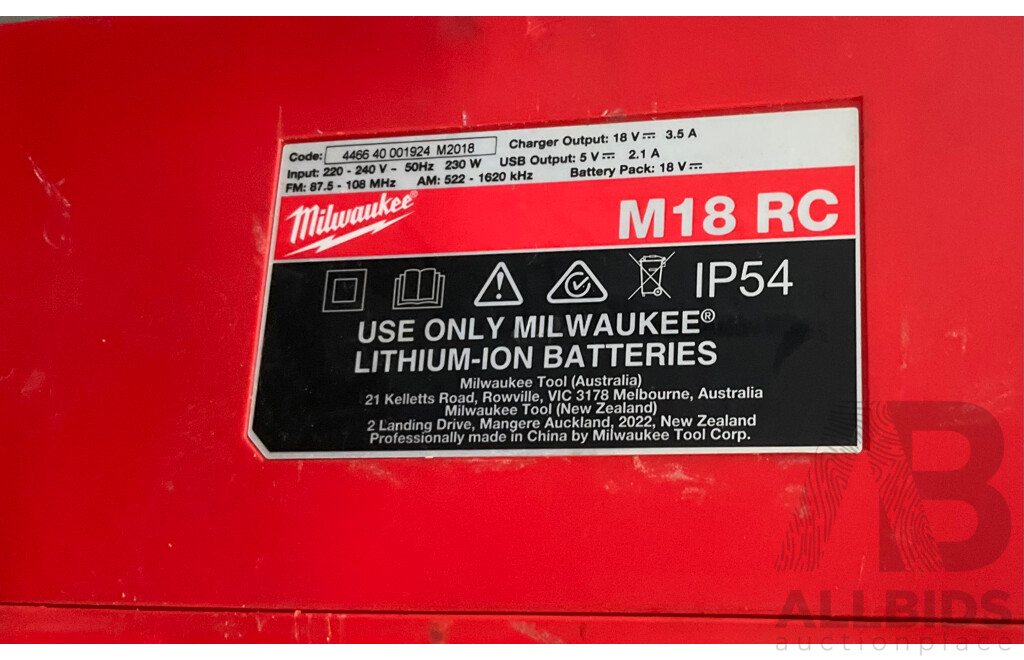 Code: 4466 40 001924 M2018
Charger Output: 18 V⎓ 3.5 A
Input: 220 - 240 V ~ 50Hz 230 W
USB Output: 5 V⎓ 2.1 A
FM: 87.5 - 108 MHz AM: 522 - 1620 kHz
Battery Pack: 18 V⎓
Milwaukee®
M18 RC
IP54
USE ONLY MILWAUKEE®
LITHIUM-ION BATTERIES
Milwaukee Tool (Australia)
21 Kelletts Road, Rowville, VIC 3178 Melbourne, Australia
Milwaukee Tool (New Zealand)
2 Landing Drive, Mangere Auckland, 2022, New Zealand
Professionally made in China by Milwaukee Tool Corp.
AB
ALLBIDS
auctionplace